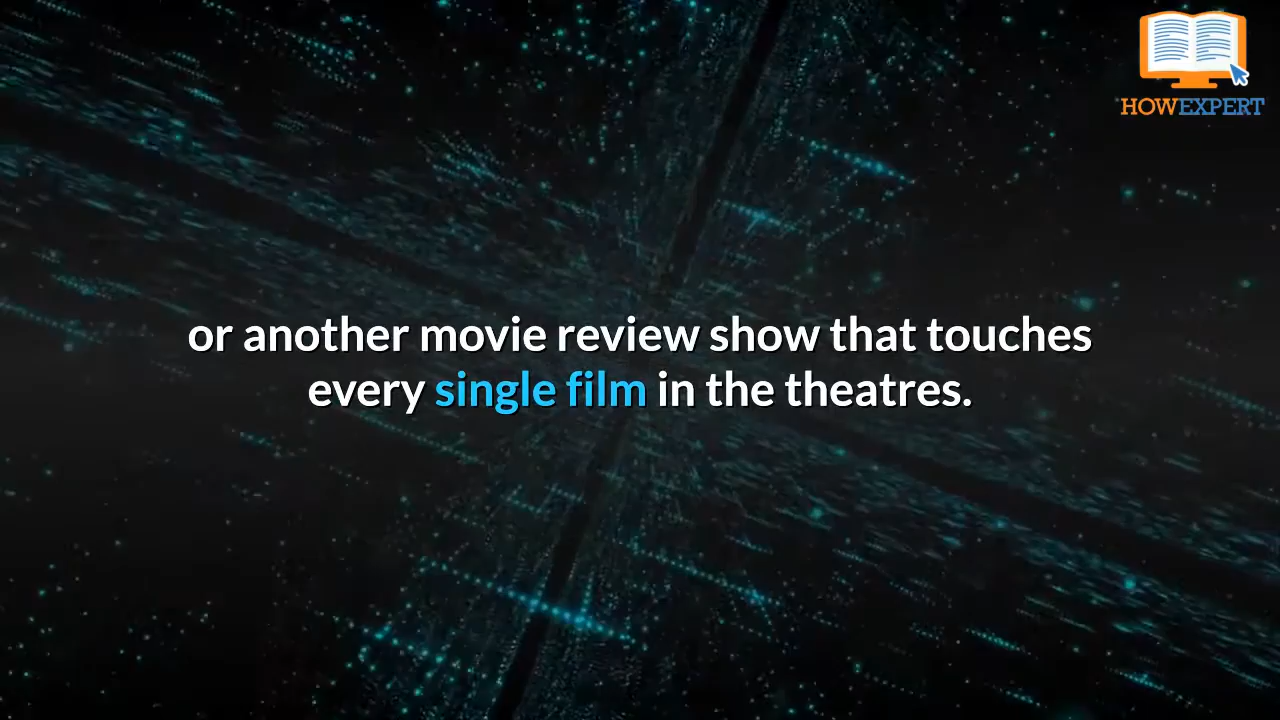 HOWEXPERT
or another movie review show that touches
every single film in the theatres.